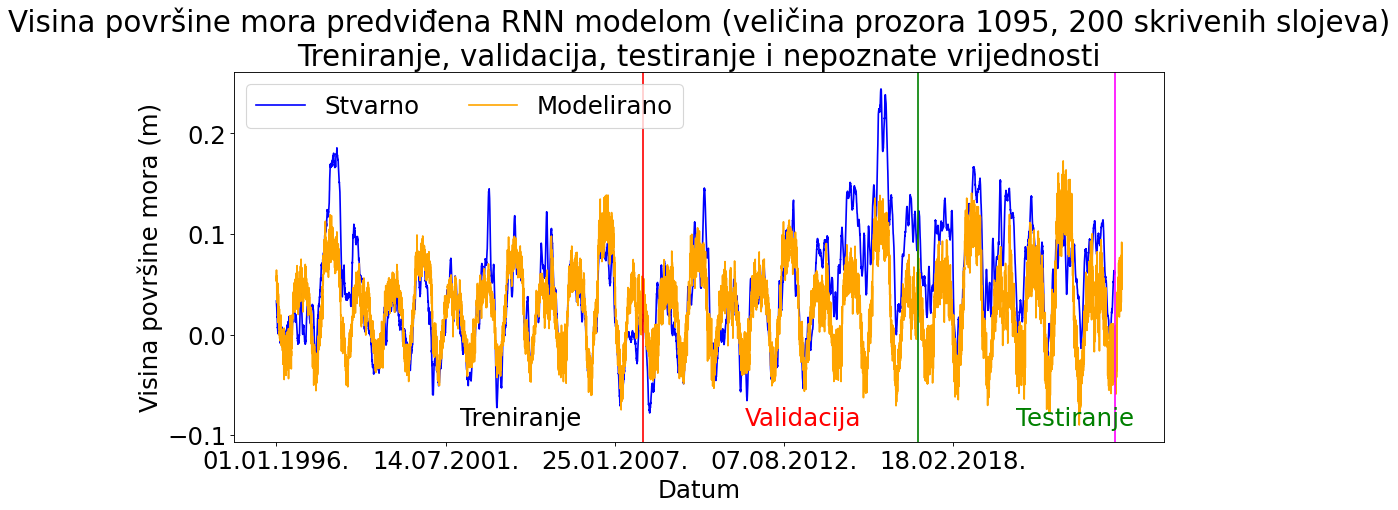 Visina površine mora predviđena RNN modelom (veličina prozora 1095, 200 skrivenih slojeva)
Treniranje, validacija, testiranje i nepoznate vrijednosti
Stvarno
Modelirano
Visina površine mora (m)
0.2
0.1
0.0
−0.1
Treniranje
Validacija
Testiranje
01.01.1996.
14.07.2001.
25.01.2007.
07.08.2012.
18.02.2018.
Datum